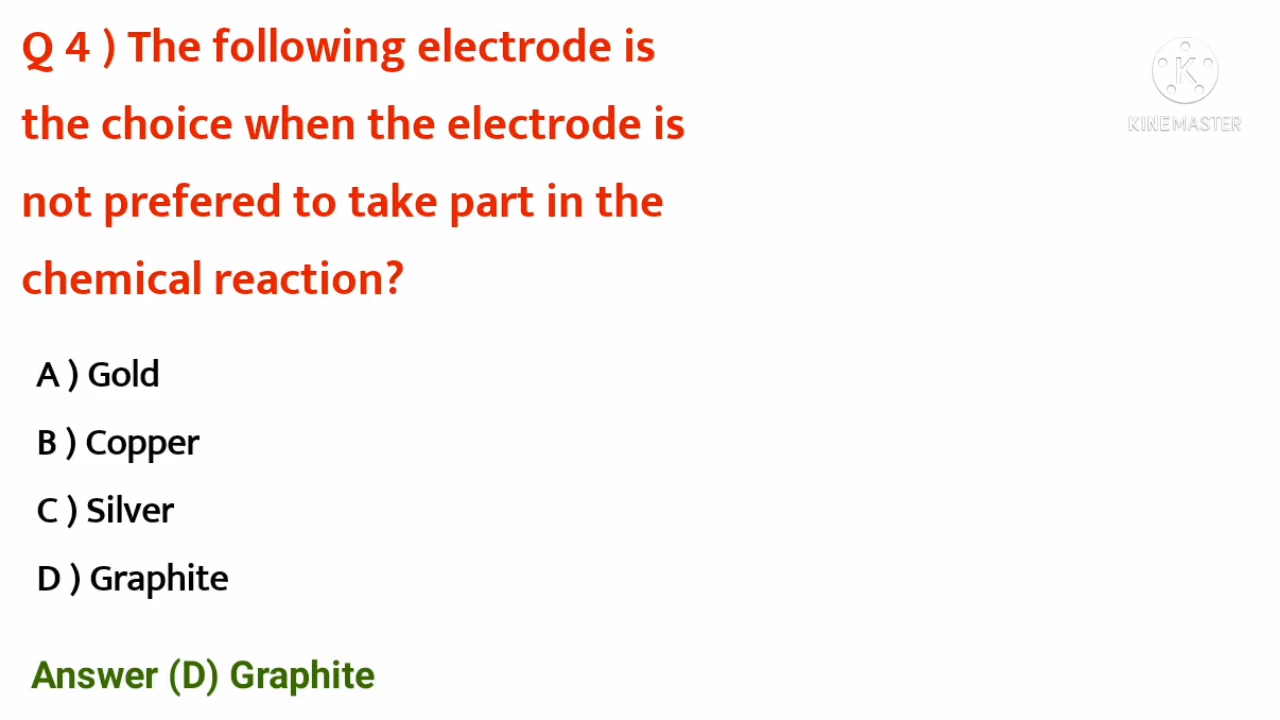 Q 4 ) The following electrode is
the choice when the electrode is
not prefered to take part in the
chemical reaction?
A ) Gold
B ) Copper
C ) Silver
D ) Graphite
Answer (D) Graphite
K
KINEMASTER